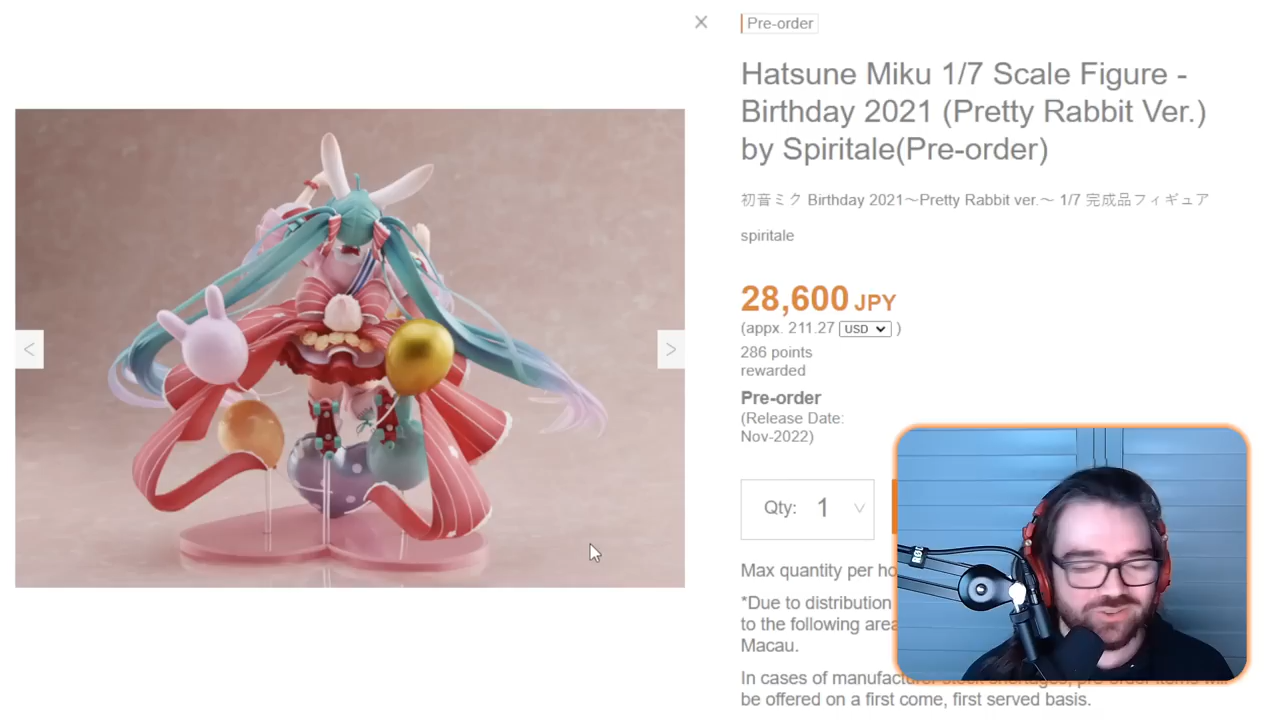 Pre-order
Hatsune Miku 1/7 Scale Figure -
Birthday 2021 (Pretty Rabbit Ver.)
by Spiritale(Pre-order)
初音ミク Birthday 2021～Pretty Rabbit ver.～ 1/7 完成品フィギュア
spiritale
28,600 JPY
(appx. 211.27 USD )
286 points
rewarded
Pre-order
(Release Date:
Nov-2022)
Qty: 1
Max quantity per
*Due to distribution
to the following
Macau.
In cases of
be offered on a first come, first served basis.